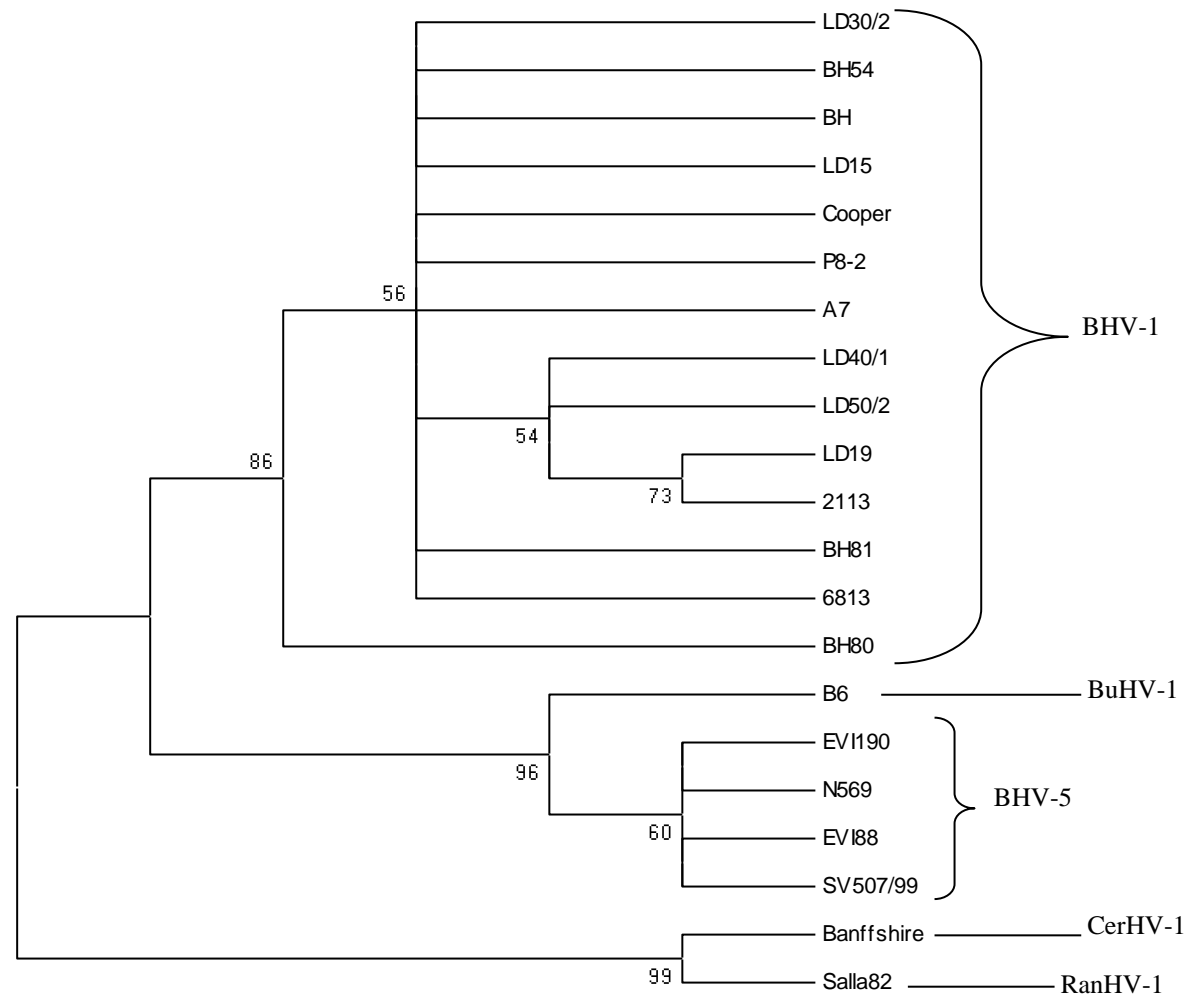 LD30/2
BH54
BH
LD15
Cooper
P8-2
56
A7
BHV-1
LD40/1
LD50/2
54
86
LD19
73
2113
BH81
6813
BH80
B6
BuHV-1
96
EVI190
N569
BHV-5
60
EVI88
SV507/99
Banffshire
CerHV-1
99
Salla82
RanHV-1